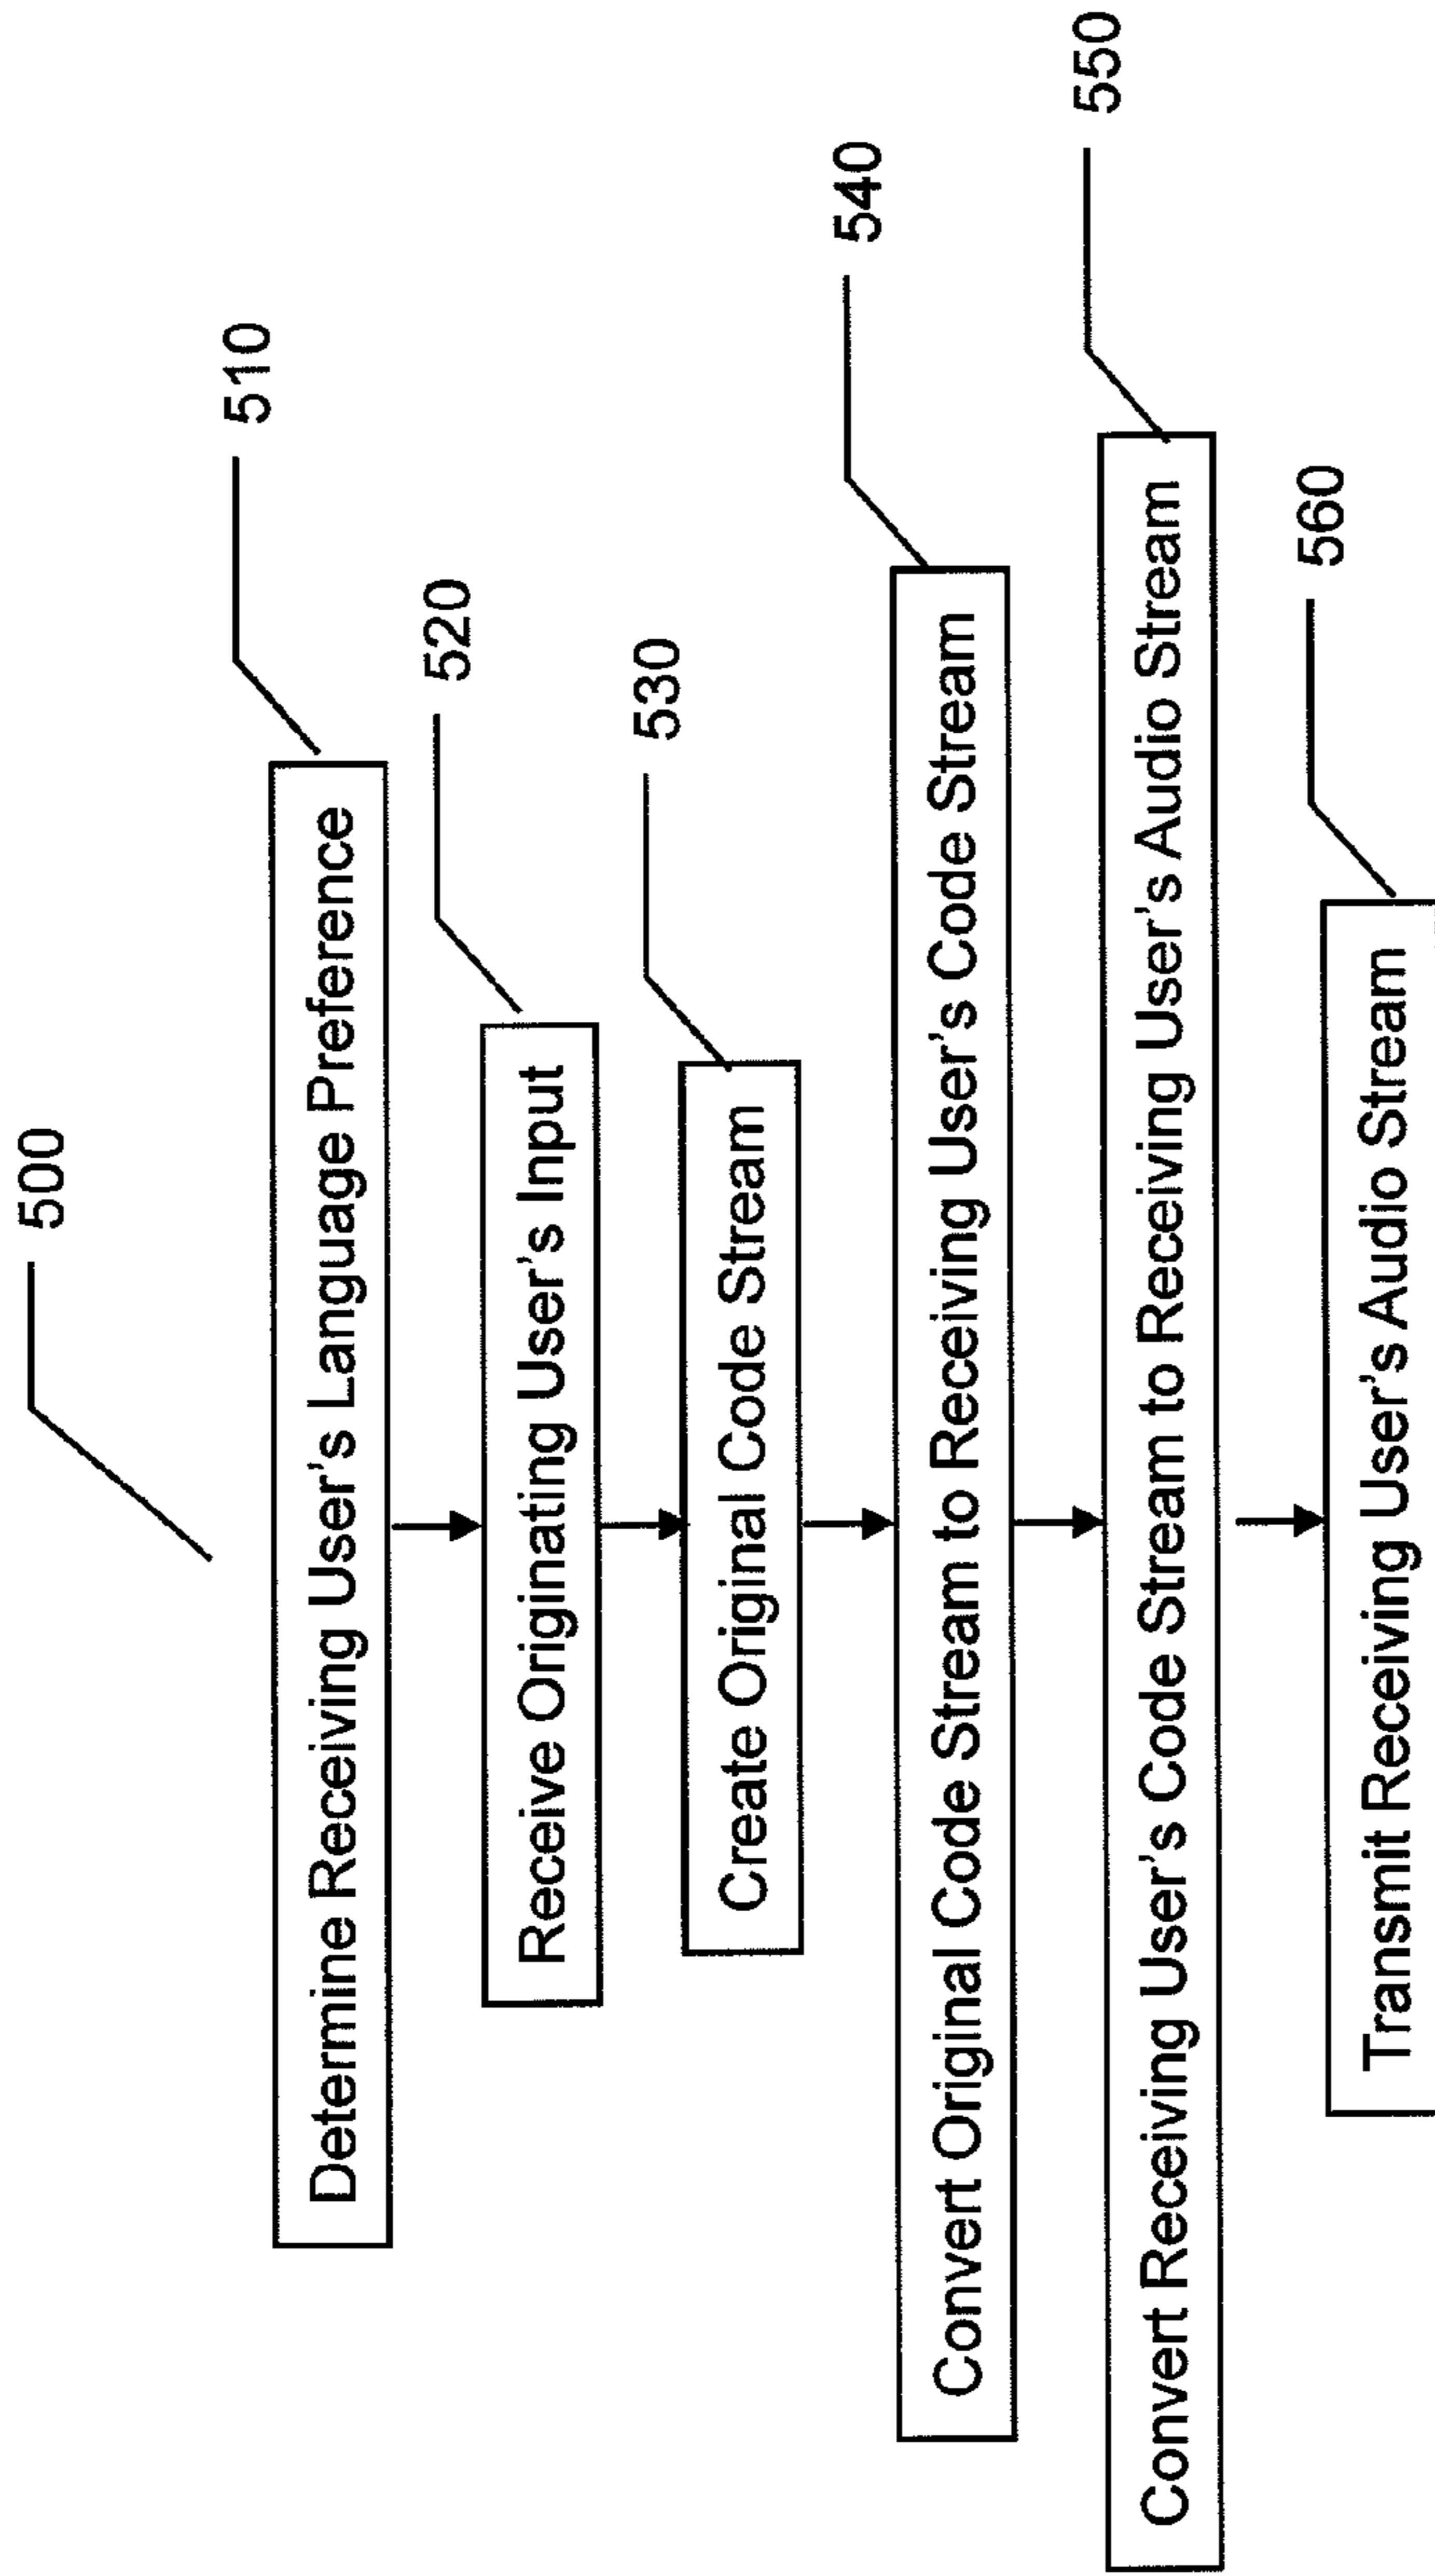 500
510
Determine Receiving User's Language Preference
520
Receive Originating User's Input
530
Create Original Code Stream
540
Convert Original Code Stream to Receiving User's Code Stream
550
Convert Receiving User's Code Stream to Receiving User's Audio Stream
560
Transmit Receiving User's Audio Stream